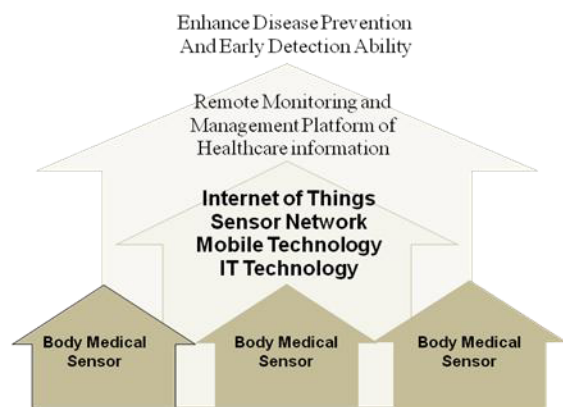 Enhance Disease Prevention
And Early Detection Ability
Remote Monitoring and
Management Platform of
Healthcare information
Internet of Things
Sensor Network
Mobile Technology
IT Technology
Body Medical
Sensor
Body Medical
Sensor
Body Medical
Sensor